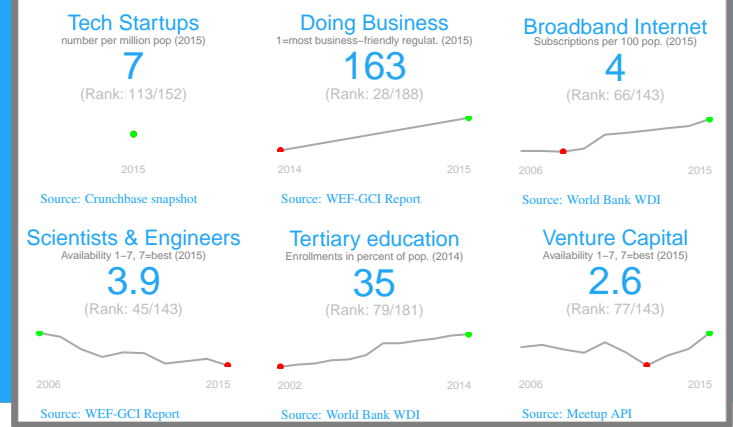 Tech Startups
number per million pop (2015)
7
(Rank: 113/152)
2015
Source: Crunchbase snapshot
Doing Business
1=most business−friendly regulat. (2015)
163
(Rank: 28/188)
2014 2015
Source: WEF-GCI Report
Broadband Internet
Subscriptions per 100 pop. (2015)
4
(Rank: 66/143)
2006 2015
Source: World Bank WDI
Scientists & Engineers
Availability 1−7, 7=best (2015)
3.9
(Rank: 45/143)
2006 2015
Source: WEF-GCI Report
Tertiary education
Enrollments in percent of pop. (2014)
35
(Rank: 79/181)
2002 2014
Source: World Bank WDI
Venture Capital
Availability 1−7, 7=best (2015)
2.6
(Rank: 77/143)
2006 2015
Source: Meetup API